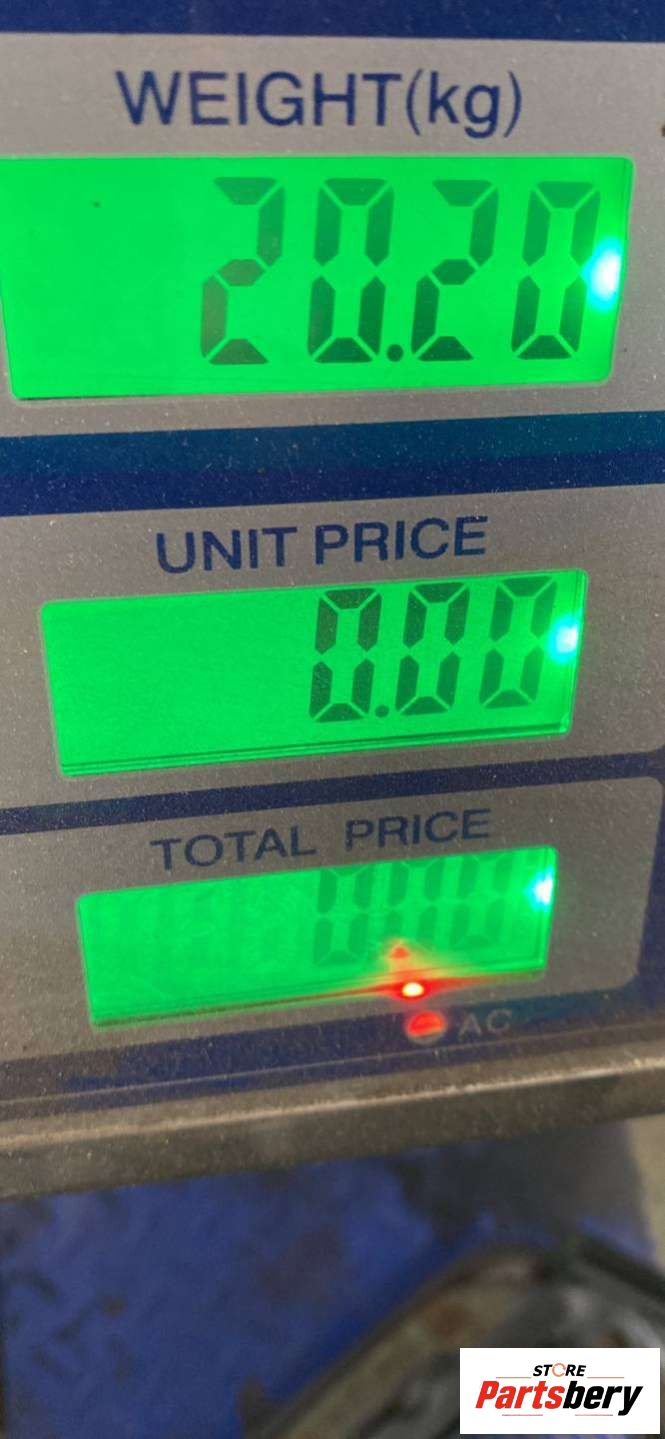 WEIGHT(kg)
20.20
UNIT PRICE
0.00
TOTAL PRICE
0.00
AC
STORE
Partsbery